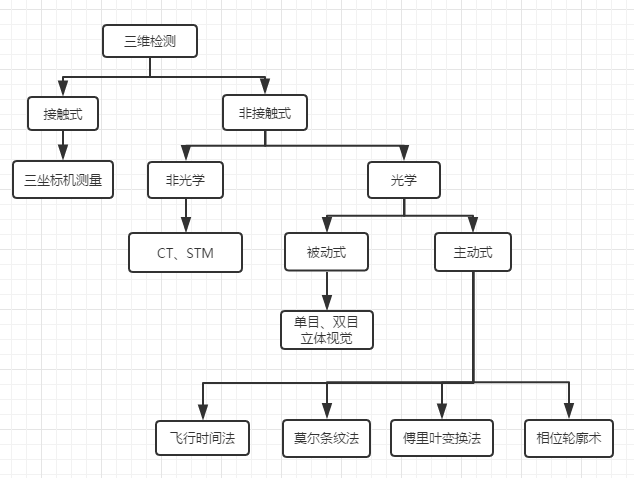 三维检测
接触式
非接触式
三坐标机测量
非光学
光学
CT、STM
被动式
主动式
单目、双目
立体视觉
飞行时间法
莫尔条纹法
傅里叶变换法
相位轮廓术